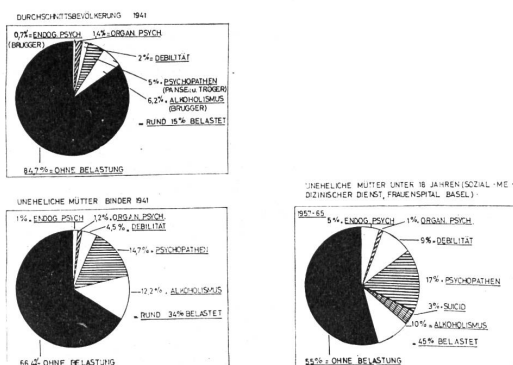 DURCHSCHNITTSBEVÖLKERUNG 1941
0,7%=ENDOG. PSYCH. 1,4%=ORGAN. PSYCH.
(BRUGGER)
2%=DEBILITÄT
5%=PSYCHOPATHEN
(PANSE u. TRÖGER)
6,2%=ALKOHOLISMUS
(BRUGGER)
= RUND 15% BELASTET
84,7%=OHNE BELASTUNG
UNEHELICHE MÜTTER BINDER 1941
1%=ENDOG. PSYCH 1,2%=ORGAN. PSYCH.
4,5%=DEBILITÄT
14,7%=PSYCHOPATHEN
12,2%=ALKOHOLISMUS
= RUND 34% BELASTET
66,4%=OHNE BELASTUNG
UNEHELICHE MÜTTER UNTER 18 JAHREN (SOZIAL-ME-
DIZINISCHER DIENST, FRAUENSPITAL BASEL)
1957-65
5%=ENDOG. PSYCH 1%=ORGAN. PSYCH.
9%=DEBILITÄT
17%=PSYCHOPATHEN
3%=SUICID
10%=ALKOHOLISMUS
= 45% BELASTET
55%=OHNE BELASTUNG